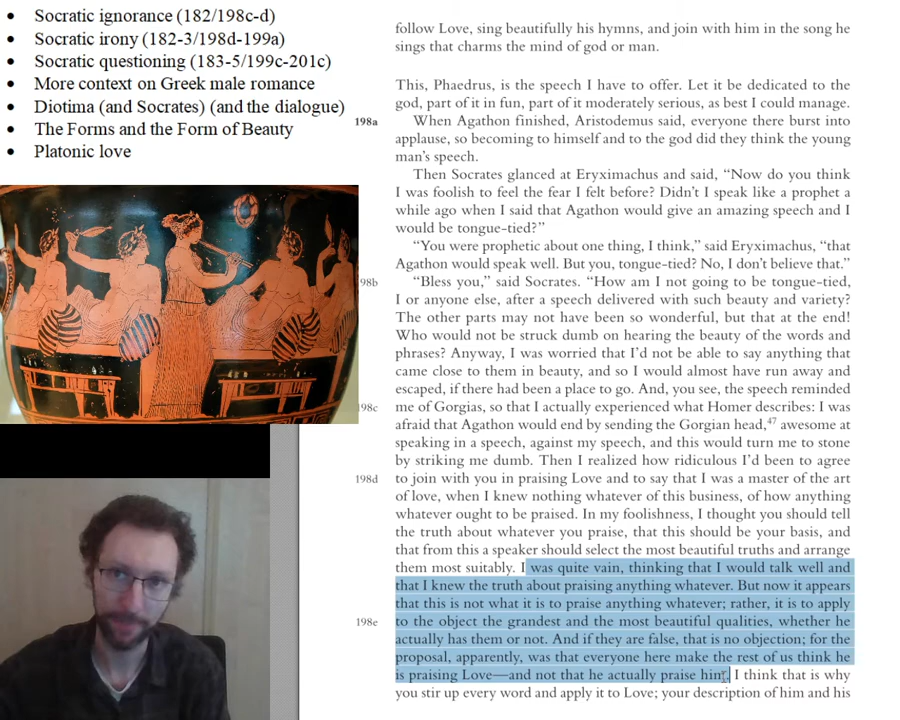 • Socratic ignorance (182/198c-d)
• Socratic irony (182-3/198d-199a)
• Socratic questioning (183-5/199c-201c)
• More context on Greek male romance
• Diotima (and Socrates) (and the dialogue)
• The Forms and the Form of Beauty
• Platonic love
follow Love, sing beautifully his hymns, and join with him in the song he
sings that charms the mind of god or man.
This, Phaedrus, is the speech I have to offer. Let it be dedicated to the
god, part of it in fun, part of it moderately serious, as best I could manage.
198a When Agathon finished, Aristodemus said, everyone there burst into
applause, so becoming to himself and to the god did they think the young
man's speech.
Then Socrates glanced at Eryximachus and said, “Now do you think
I was foolish to feel the fear I felt before? Didn't I speak like a prophet a
while ago when I said that Agathon would give an amazing speech and I
would be tongue-tied?”
“You were prophetic about one thing, I think,” said Eryximachus, “that
Agathon would speak well. But you, tongue-tied? No, I don't believe that.”
98b “Bless you,” said Socrates. “How am I not going to be tongue-tied,
I or anyone else, after a speech delivered with such beauty and variety?
The other parts may not have been so wonderful, but that at the end!
Who would not be struck dumb on hearing the beauty of the words and
phrases? Anyway, I was worried that I'd not be able to say anything that
came close to them in beauty, and so I would almost have run away and
escaped, if there had been a place to go. And, you see, the speech reminded
98c me of Gorgias, so that I actually experienced what Homer describes: I was
afraid that Agathon would end by sending the Gorgian head,47 awesome at
speaking in a speech, against my speech, and this would turn me to stone
by striking me dumb. Then I realized how ridiculous I'd been to agree
198d to join with you in praising Love and to say that I was a master of the art
of love, when I knew nothing whatever of this business, of how anything
whatever ought to be praised. In my foolishness, I thought you should tell
the truth about whatever you praise, that this should be your basis, and
that from this a speaker should select the most beautiful truths and arrange
them most suitably. I was quite vain, thinking that I would talk well and
that I knew the truth about praising anything whatever. But now it appears
that this is not what it is to praise anything whatever; rather, it is to apply
198e to the object the grandest and the most beautiful qualities, whether he
actually has them or not. And if they are false, that is no objection; for the
proposal, apparently, was that everyone here make the rest of us think he
is praising Love—and not that he actually praise him. I think that is why
you stir up every word and apply it to Love; your description of him and his